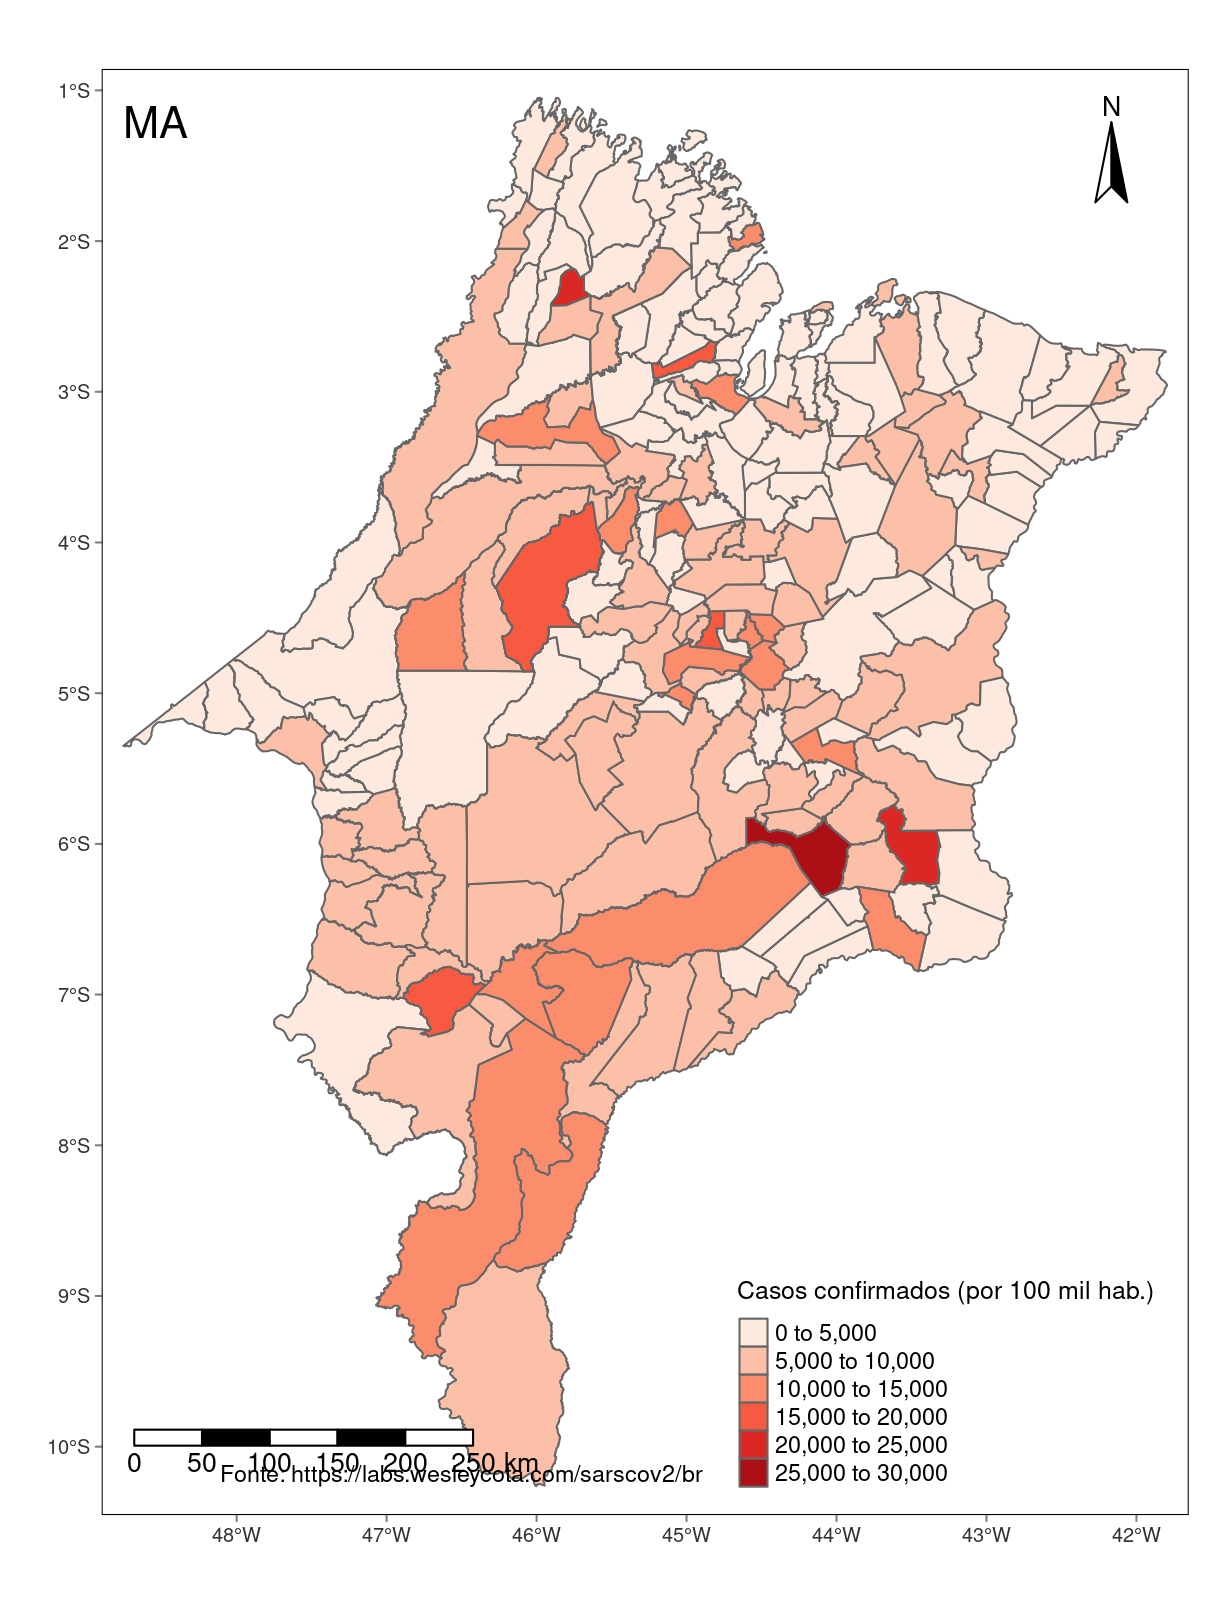 MA
N
1°S
2°S
3°S
4°S
5°S
6°S
7°S
8°S
9°S
10°S
Casos confirmados (por 100 mil hab.)
0 to 5,000
5,000 to 10,000
10,000 to 15,000
15,000 to 20,000
20,000 to 25,000
25,000 to 30,000
0 50 100 150 200 250 km
Fonte: https://labs.wesleycota.com/sarscov2/br
48°W 47°W 46°W 45°W 44°W 43°W 42°W